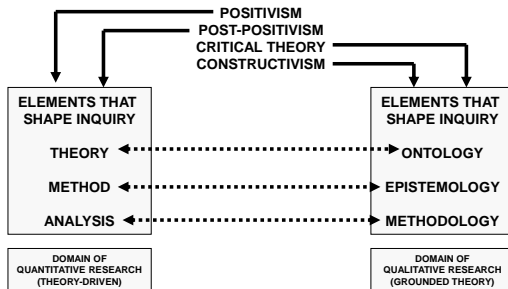 POSITIVISM
POST-POSITIVISM
CRITICAL THEORY
CONSTRUCTIVISM
ELEMENTS THAT
SHAPE INQUIRY
THEORY
METHOD
ANALYSIS
ELEMENTS THAT
SHAPE INQUIRY
ONTOLOGY
EPISTEMOLOGY
METHODOLOGY
DOMAIN OF
QUANTITATIVE RESEARCH
(THEORY-DRIVEN)
DOMAIN OF
QUALITATIVE RESEARCH
(GROUNDED THEORY)